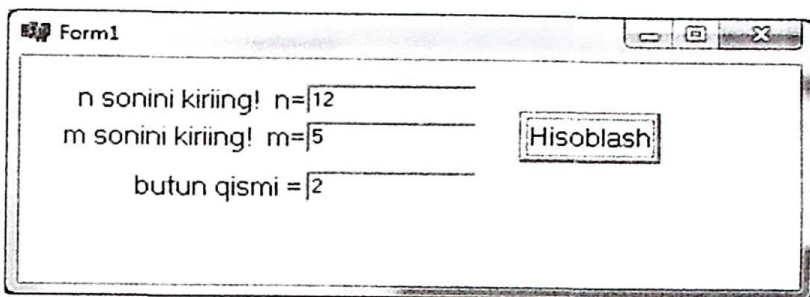 Form1
n sonini kiriing! n=12
m sonini kiriing! m=5
Hisoblash
butun qismi =2